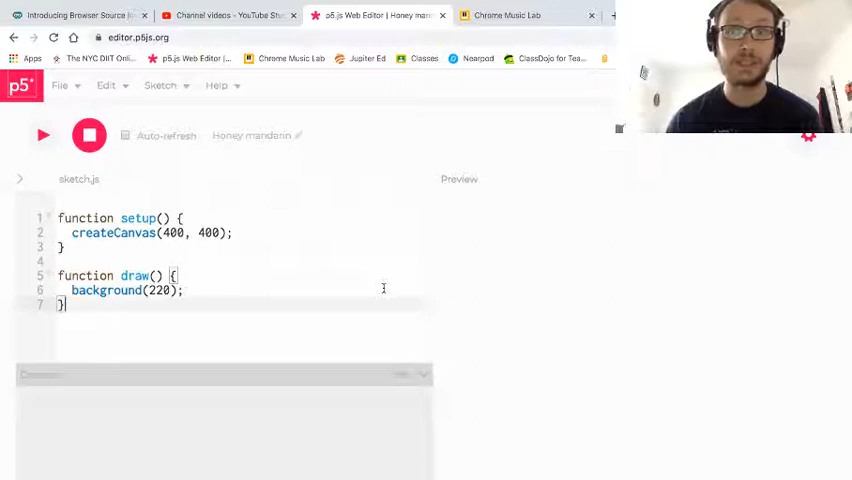 Introducing Browser Source
Channel videos - YouTube Stu
p5.js Web Editor | Honey man
Chrome Music Lab
editor.p5js.org
Apps
The NYC DIIT Onli...
p5.js Web Editor |...
Chrome Music Lab
Jupiter Ed
Classes
Nearpod
ClassDojo for Tea...
p5*
File
Edit
Sketch
Help
Auto-refresh
Honey mandarin
sketch.js
Preview
1 function setup() {
2 createCanvas(400, 400);
3 }
4
5 function draw() {
6 background(220);
7 }